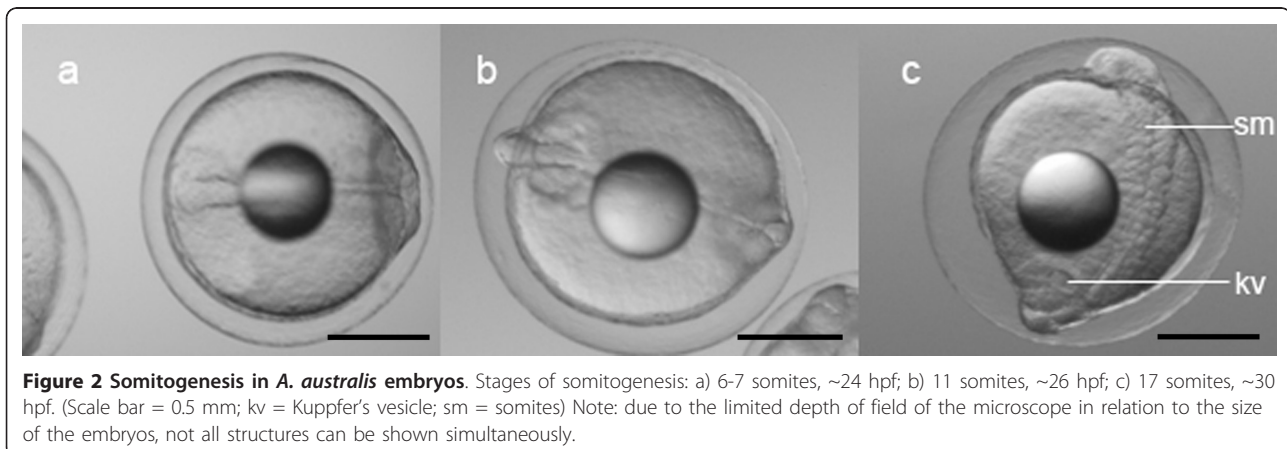 a
b
c
sm
kv
Figure 2 Somitogenesis in A. australis embryos. Stages of somitogenesis: a) 6-7 somites, ~24 hpf; b) 11 somites, ~26 hpf; c) 17 somites, ~30
hpf. (Scale bar = 0.5 mm; kv = Kuppfer's vesicle; sm = somites) Note: due to the limited depth of field of the microscope in relation to the size
of the embryos, not all structures can be shown simultaneously.